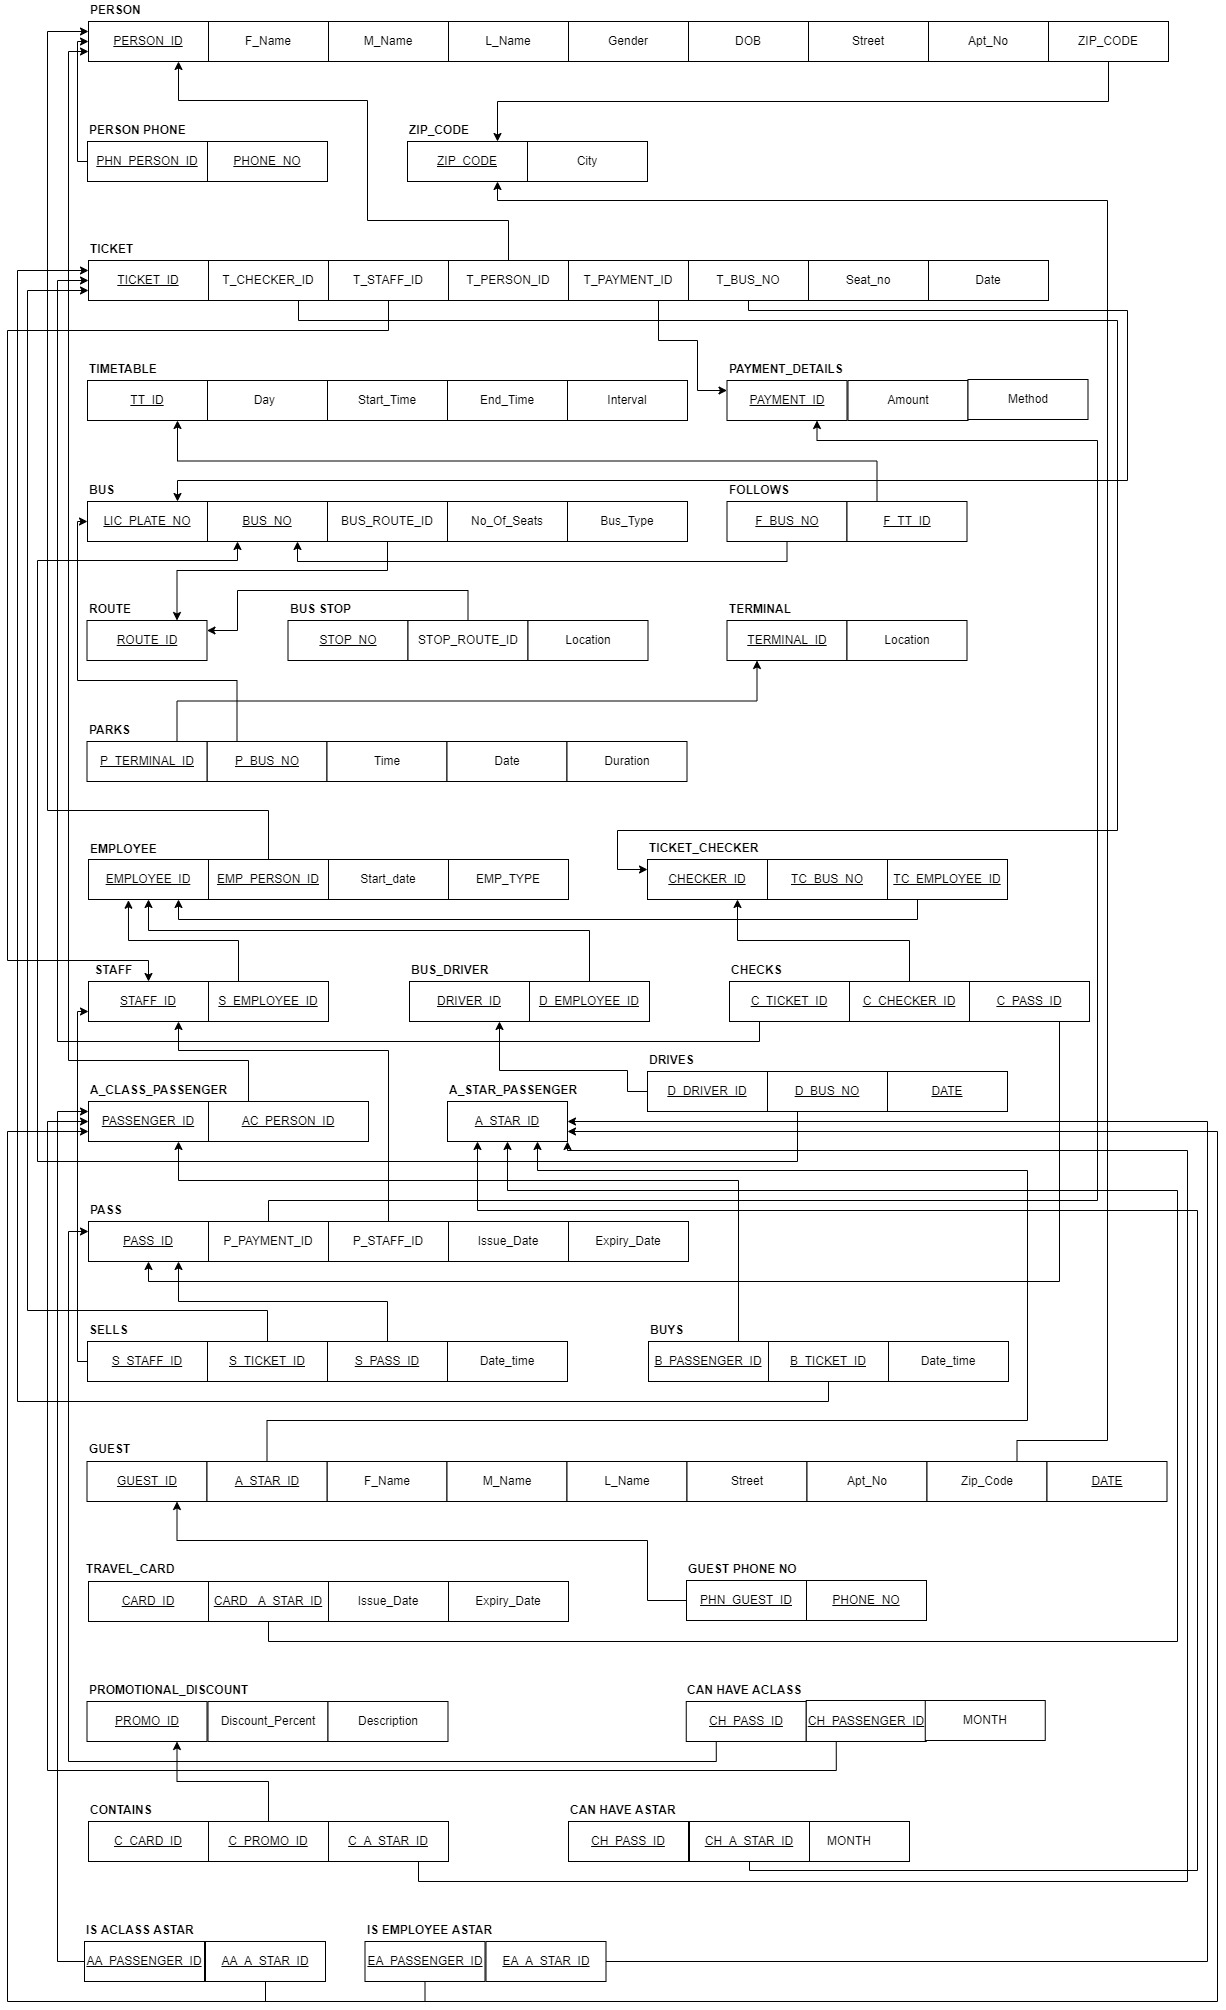 PERSON
PERSON_ID F_Name M_Name L_Name Gender DOB Street Apt_No ZIP_CODE
PERSON PHONE ZIP_CODE
PHN_PERSON_ID PHONE_NO ZIP_CODE City
TICKET
TICKET_ID T_CHECKER_ID T_STAFF_ID T_PERSON_ID T_PAYMENT_ID T_BUS_NO Seat_no Date
TIMETABLE PAYMENT_DETAILS
TT_ID Day Start_Time End_Time Interval PAYMENT_ID Amount Method
BUS FOLLOWS
LIC_PLATE_NO BUS_NO BUS_ROUTE_ID No_Of_Seats Bus_Type F_BUS_NO F_TT_ID
ROUTE BUS STOP TERMINAL
ROUTE_ID STOP_NO STOP_ROUTE_ID Location TERMINAL_ID Location
PARKS
P_TERMINAL_ID P_BUS_NO Time Date Duration
EMPLOYEE TICKET_CHECKER
EMPLOYEE_ID EMP_PERSON_ID Start_date EMP_TYPE CHECKER_ID TC_BUS_NO TC_EMPLOYEE_ID
STAFF BUS_DRIVER CHECKS
STAFF_ID S_EMPLOYEE_ID DRIVER_ID D_EMPLOYEE_ID C_TICKET_ID C_CHECKER_ID C_PASS_ID
DRIVES
D_DRIVER_ID D_BUS_NO DATE
A_CLASS_PASSENGER A_STAR_PASSENGER
PASSENGER_ID AC_PERSON_ID A_STAR_ID
PASS
PASS_ID P_PAYMENT_ID P_STAFF_ID Issue_Date Expiry_Date
SELLS BUYS
S_STAFF_ID S_TICKET_ID S_PASS_ID Date_time B_PASSENGER_ID B_TICKET_ID Date_time
GUEST
GUEST_ID A_STAR_ID F_Name M_Name L_Name Street Apt_No Zip_Code DATE
TRAVEL_CARD GUEST PHONE NO
CARD_ID CARD_ A_STAR_ID Issue_Date Expiry_Date PHN_GUEST_ID PHONE_NO
PROMOTIONAL_DISCOUNT CAN HAVE ACLASS
PROMO_ID Discount_Percent Description CH_PASS_ID CH_PASSENGER_ID MONTH
CONTAINS CAN HAVE ASTAR
C_CARD_ID C_PROMO_ID C_A_STAR_ID CH_PASS_ID CH_A_STAR_ID MONTH
IS ACLASS ASTAR IS EMPLOYEE ASTAR
AA_PASSENGER_ID AA_A_STAR_ID EA_PASSENGER_ID EA_A_STAR_ID